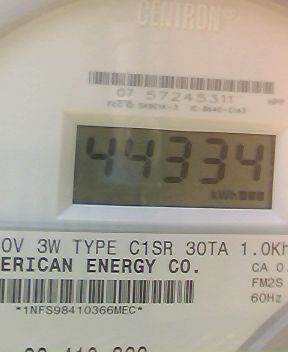 CENTRON®
07 57245311
44334
kWh
0V 3W TYPE C1SR 30TA 1.0Kh
ERICAN ENERGY CO.
CA 0.
FM2S
60Hz
*1NFS98410366MEC*